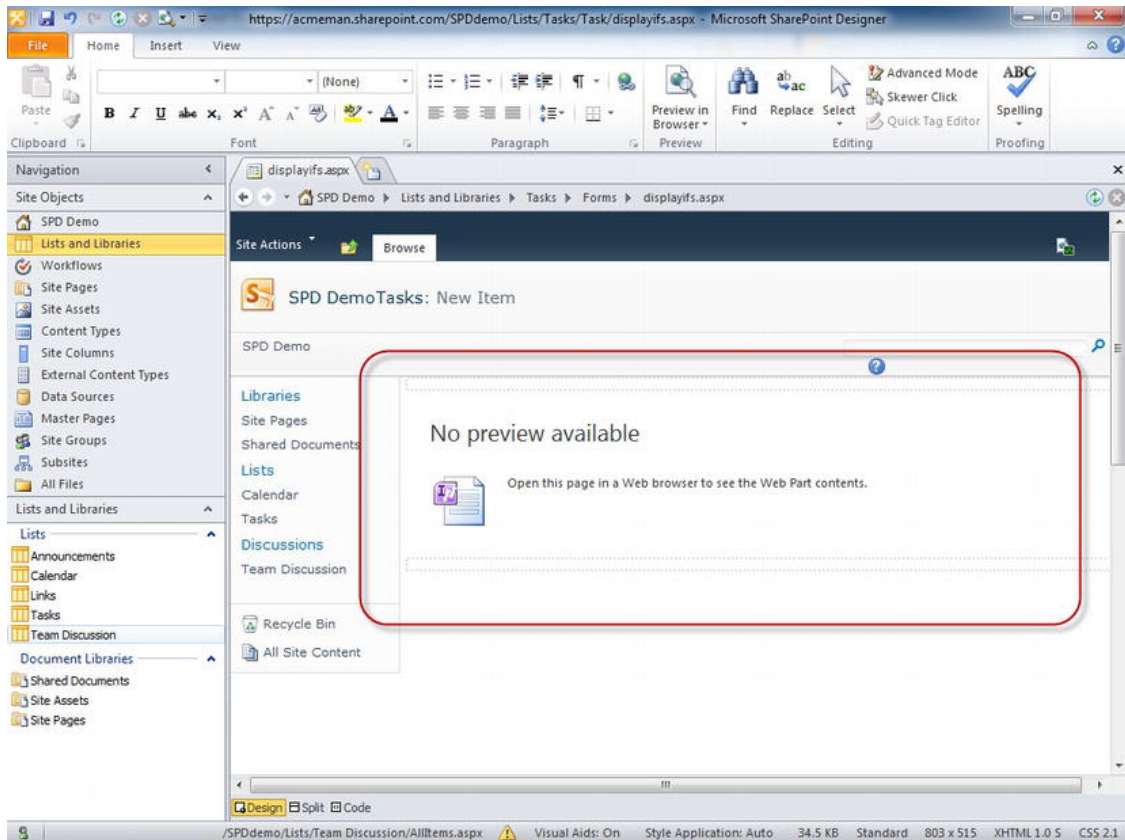 https://acmeman.sharepoint.com/SPDdemo/Lists/Tasks/Task/displayifs.aspx - Microsoft SharePoint Designer
File Home Insert View
Paste
(None)
B I U abc X₂ X² A A A
Preview in Browser
Find
ab ac
Replace
Select
Advanced Mode
Skewer Click
Quick Tag Editor
ABC
Spelling
Clipboard Font Paragraph Preview Editing Proofing
Navigation
displayifs.aspx
Site Objects
SPD Demo Lists and Libraries Tasks Forms displayifs.aspx
SPD Demo
Lists and Libraries
Workflows
Site Pages
Site Assets
Content Types
Site Columns
External Content Types
Data Sources
Master Pages
Site Groups
Subsites
All Files
Lists and Libraries
Lists
Announcements
Calendar
Links
Tasks
Team Discussion
Document Libraries
Shared Documents
Site Assets
Site Pages
Site Actions Browse
SPD DemoTasks: New Item
SPD Demo
Libraries
Site Pages
Shared Documents
Lists
Calendar
Tasks
Discussions
Team Discussion
Recycle Bin
All Site Content
No preview available
Open this page in a Web browser to see the Web Part contents.
Design Split Code
/SPDdemo/Lists/Team Discussion/AllItems.aspx Visual Aids: On Style Application: Auto 34.5 KB Standard 803 x 515 XHTML 1.0 S CSS 2.1